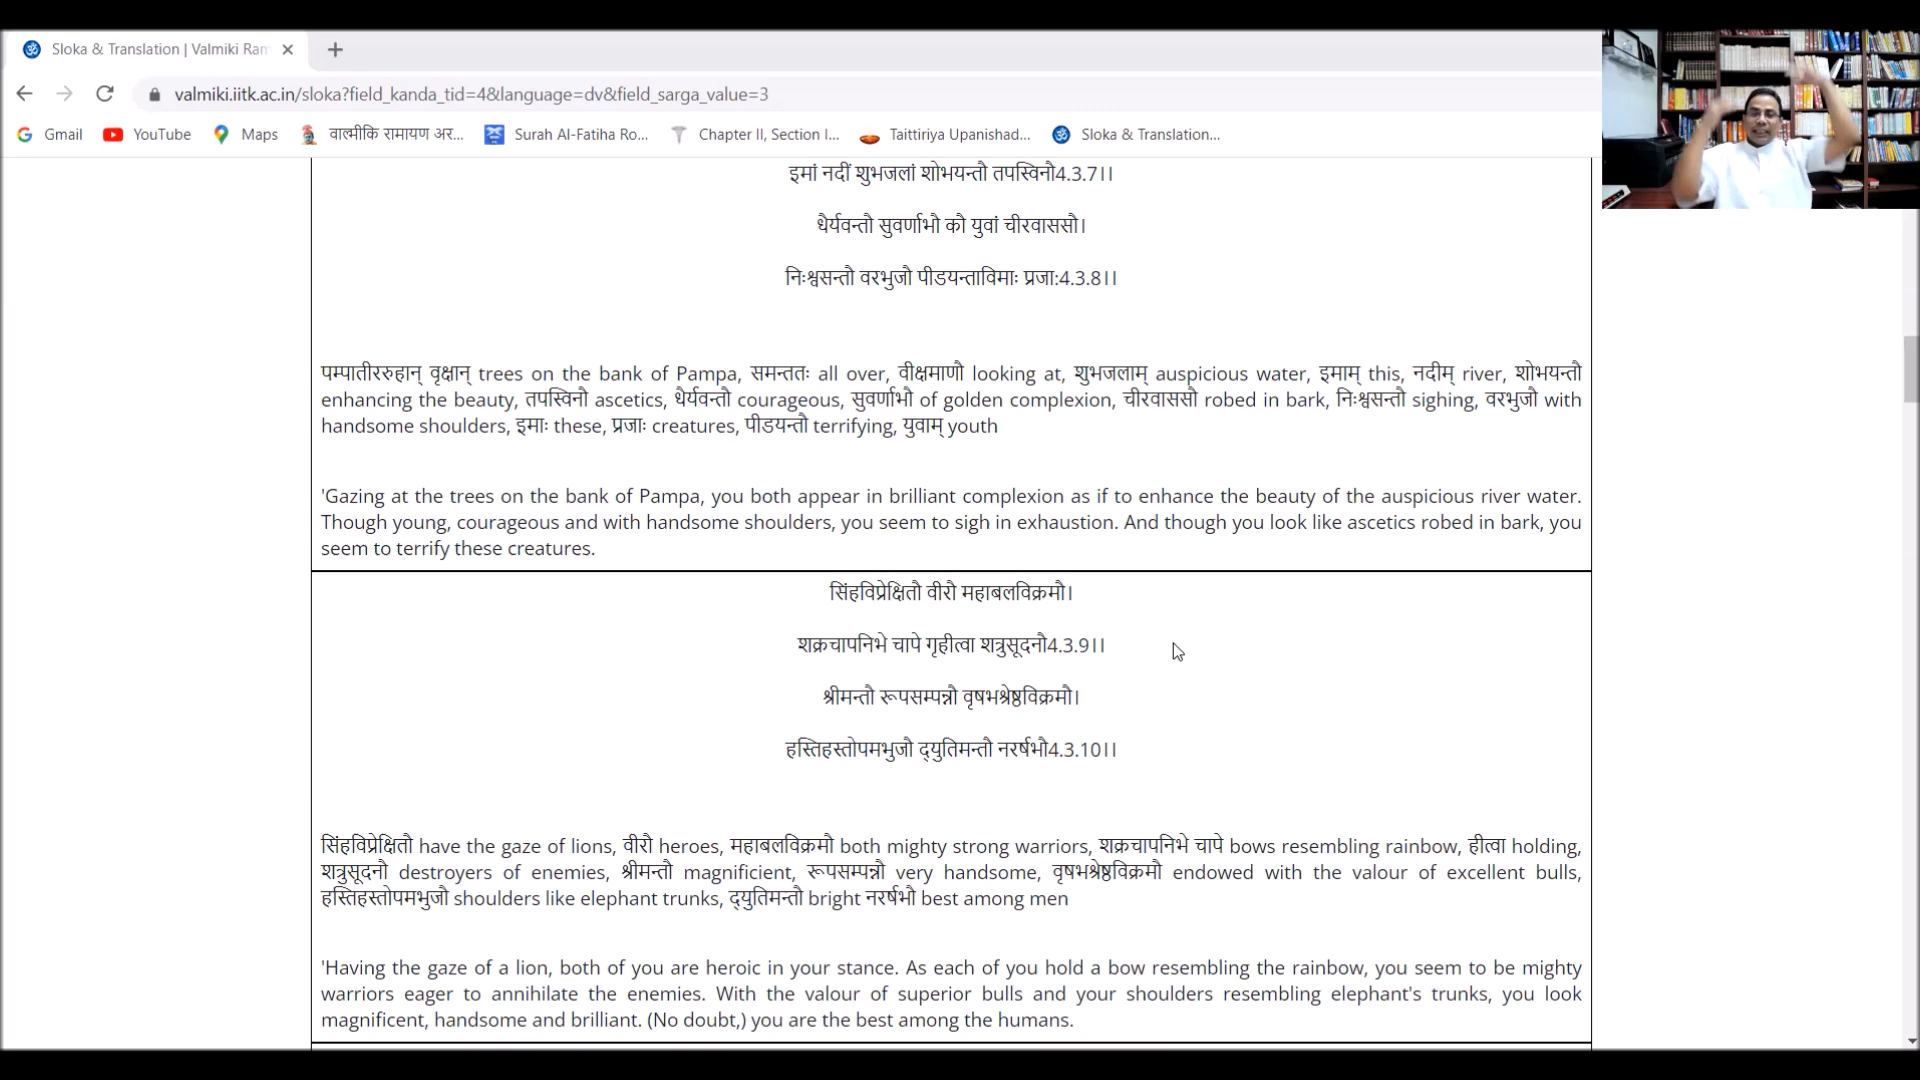 Sloka & Translation | Valmiki Ram
valmiki.iitk.ac.in/sloka?field_kanda_tid=4&language=dv&field_sarga_value=3
Gmail YouTube Maps वाल्मीकि रामायण अर... Surah Al-Fatiha Ro... Chapter II, Section I... Taittiriya Upanishad... Sloka & Translation...
इमां नदीं शुभजलां शोभयन्तौ तपस्विनौ4.3.7।।
धैर्यवन्तौ सुवर्णाभौ कौ युवां चीरवाससौ।
निःश्वसन्तौ वरभुजौ पीडयन्ताविमाः प्रजा:4.3.8।।
पम्पातीररुहान् वृक्षान् trees on the bank of Pampa, समन्ततः all over, वीक्षमाणौ looking at, शुभजलाम् auspicious water, इमाम् this, नदीम् river, शोभयन्तौ
enhancing the beauty, तपस्विनौ ascetics, धैर्यवन्तौ courageous, सुवर्णाभौ of golden complexion, चीरवाससौ robed in bark, निःश्वसन्तौ sighing, वरभुजौ with
handsome shoulders, इमाः these, प्रजाः creatures, पीडयन्तौ terrifying, युवाम् youth
'Gazing at the trees on the bank of Pampa, you both appear in brilliant complexion as if to enhance the beauty of the auspicious river water.
Though young, courageous and with handsome shoulders, you seem to sigh in exhaustion. And though you look like ascetics robed in bark, you
seem to terrify these creatures.
सिंहविप्रेक्षितौ वीरौ महाबलविक्रमौ।
शक्रचापनिभे चापे गृहीत्वा शत्रुसूदनौ4.3.9।।
श्रीमन्तौ रूपसम्पन्नौ वृषभश्रेष्ठविक्रमौ।
हस्तिहस्तोपमभुजौ द्युतिमन्तौ नरर्षभौ4.3.10।।
सिंहविप्रेक्षितौ have the gaze of lions, वीरौ heroes, महाबलविक्रमौ both mighty strong warriors, शक्रचापनिभे चापे bows resembling rainbow, हीत्वा holding,
शत्रुसूदनौ destroyers of enemies, श्रीमन्तौ magnificient, रूपसम्पन्नौ very handsome, वृषभश्रेष्ठविक्रमौ endowed with the valour of excellent bulls,
हस्तिहस्तोपमभुजौ shoulders like elephant trunks, द्युतिमन्तौ bright नरर्षभौ best among men
'Having the gaze of a lion, both of you are heroic in your stance. As each of you hold a bow resembling the rainbow, you seem to be mighty
warriors eager to annihilate the enemies. With the valour of superior bulls and your shoulders resembling elephant's trunks, you look
magnificent, handsome and brilliant. (No doubt,) you are the best among the humans.